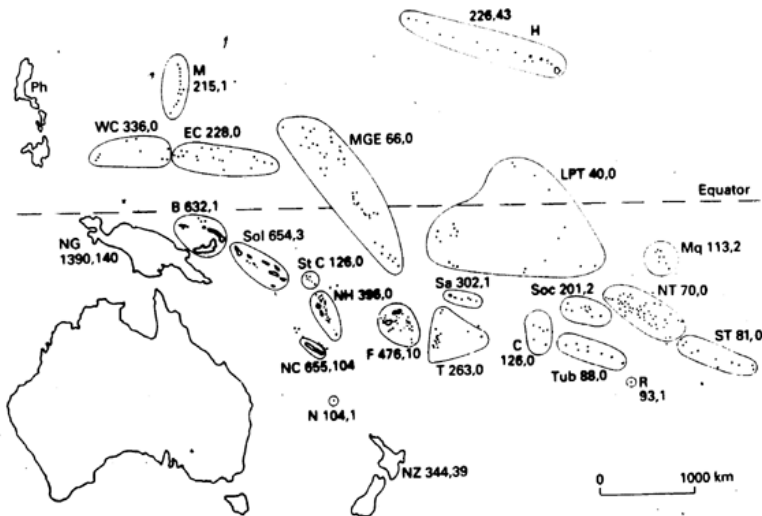 226,43
H
M
215,1
Ph
WC 336,0
EC 228,0
MGE 66,0
LPT 40,0
Equator
B 632,1
NG
1390,140
Sol 654,3
St C 126,0
Mq 113,2
Sa 302,1
Soc 201,2
NT 70,0
NH 396,0
ST 81,0
NC 655,104
F 476,10
T 263,0
C
126,0
Tub 88,0
R
93,1
N 104,1
NZ 344,39
0
1000 km